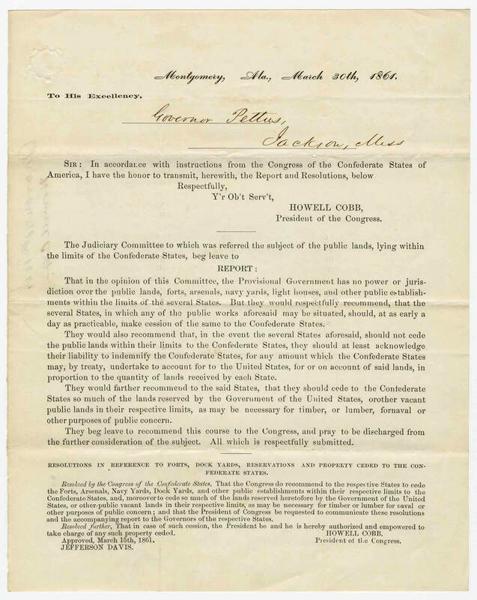 Montgomery, Ala., March 30th, 1861.
To His Excellency,
Governor Pettus,
Jackson, Miss
SIR: In accordance with instructions from the Congress of the Confederate States of
America, I have the honor to transmit, herewith, the Report and Resolutions, below
Respectfully,
Y'r Ob't Serv't,
HOWELL COBB,
President of the Congress.
The Judiciary Committee to which was referred the subject of the public lands, lying within
the limits of the Confederate States, beg leave to
REPORT:
That in the opinion of this Committee, the Provisional Government has no power or juris-
diction over the public lands, forts, arsenals, navy yards, light houses, and other public establish-
ments within the limits of the several States. But they would respectfully recommend, that the
several States, in which any of the public works aforesaid may be situated, should, at as early a
day as practicable, make cession of the same to the Confederate States.
They would also recommend that, in the event the several States aforesaid, should not cede
the public lands within their limits to the Confederate States, they should at least acknowledge
their liability to indemnify the Confederate States, for any amount which the Confederate States
may, by treaty, undertake to account for to the United States, for or on account of said lands, in
proportion to the quantity of lands received by each State.
They would farther recommend to the said States, that they should cede to the Confederate
States so much of the lands reserved by the Government of the United States, orother vacant
public lands in their respective limits, as may be necessary for timber, or lumber, fornaval or
other purposes of public concern.
They beg leave to recommend this course to the Congress, and pray to be discharged from
the further consideration of the subject. All which is respectfully submitted.
RESOLUTIONS IN REFERENCE TO FORTS, DOCK YARDS, RESERVATIONS AND PROPERTY CEDED TO THE CON-
FEDERATE STATES.
Resolved by the Congress of the Confederate States, That the Congress do recommend to the respective States to cede
the Forts, Arsenals, Navy Yards, Dock Yards, and other public establishments within their respective limits to the
Confederate States, and, moreover to cede so much of the lands reserved heretofore by the Government of the United
States, or other public vacant lands in their respective limits, as may be necessary for timber or lumber for naval or
other purposes of public concern; and that the President of Congress be requested to communicate these resolutions
and the accompanying report to the Governors of the respective States.
Resolved further, That in case of such cession, the President be and he is hereby authorized and empowered to
take charge of any such property ceded.
HOWELL COBB,
Approved, March 15th, 1861.
President of the Congress.
JEFFERSON DAVIS.